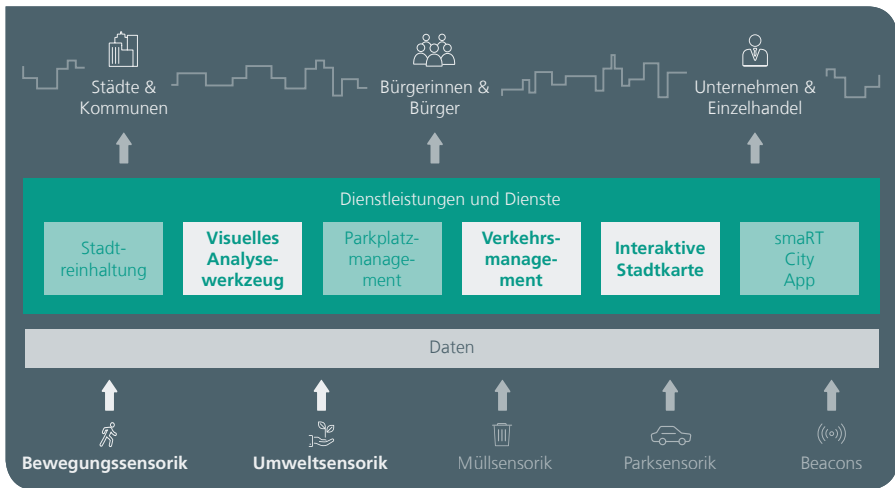 Städte &
Kommunen
Bürgerinnen &
Bürger
Unternehmen &
Einzelhandel
Dienstleistungen und Dienste
Stadt-
reinhaltung
Visuelles
Analyse-
werkzeug
Parkplatz-
manage-
ment
Verkehrs-
manage-
ment
Interaktive
Stadtkarte
smaRT
City
App
Daten
Bewegungssensorik
Umweltsensorik
Müllsensorik
Parksensorik
Beacons